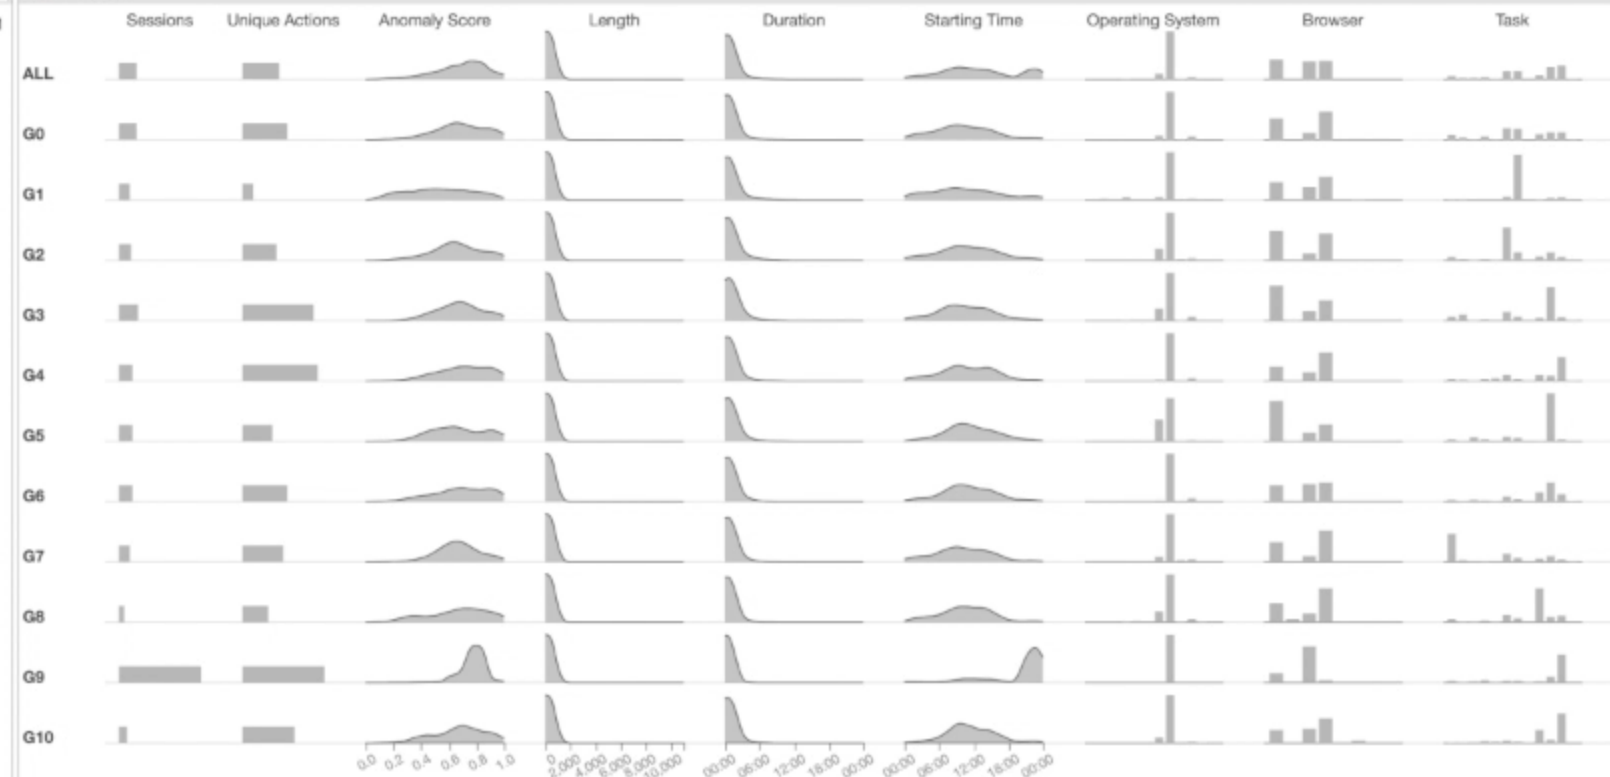 Sessions Unique Actions Anomaly Score Length Duration Starting Time Operating System Browser Task
ALL
G0
G1
G2
G3
G4
G5
G6
G7
G8
G9
G10
0.0 0.2 0.4 0.6 0.8 1.0 0 2,000 4,000 6,000 8,000 10,000 00:00 06:00 12:00 18:00 00:00 00:00 06:00 12:00 18:00 00:00